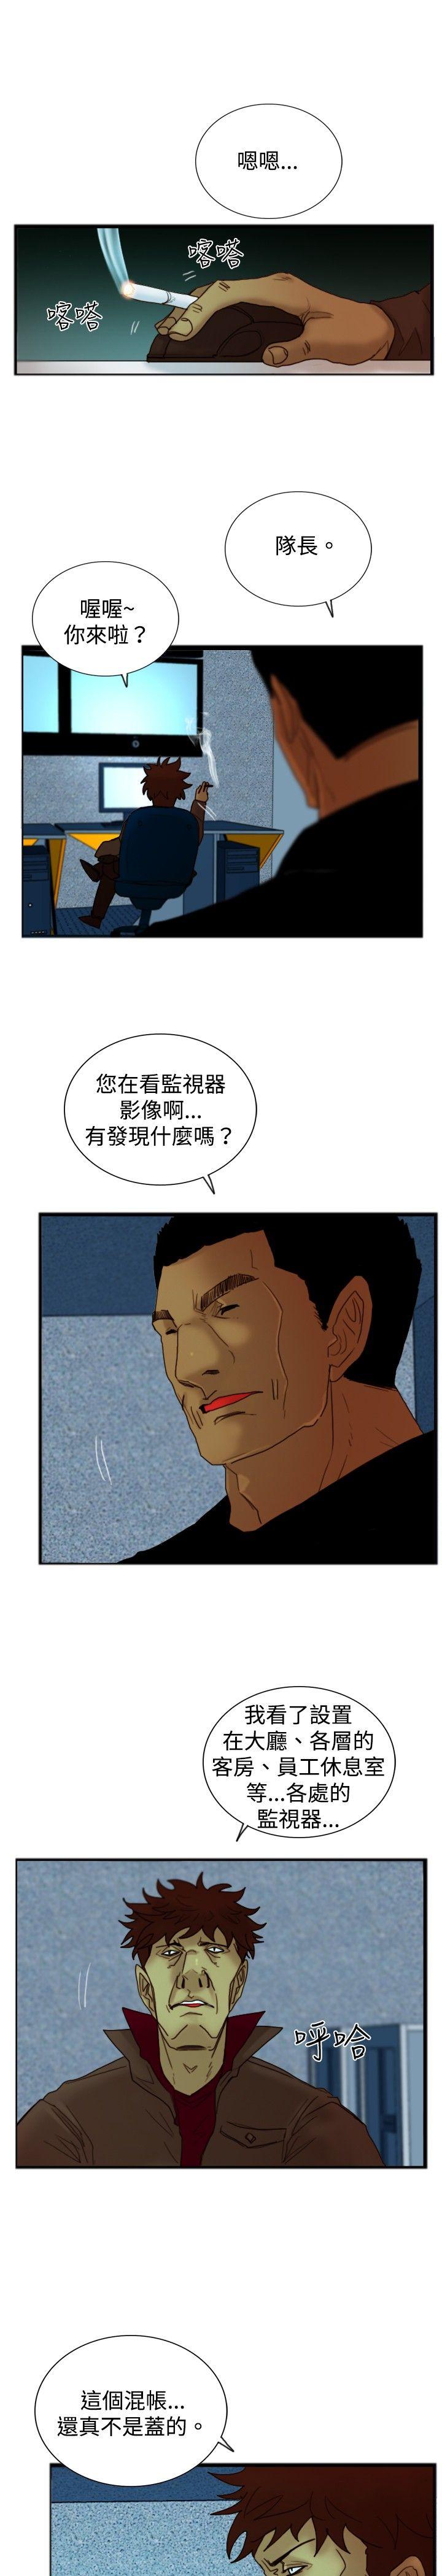 嗯嗯...
喀嗒
喀嗒
隊長。
喔喔~
你來啦？
您在看監視器
影像啊...
有發現什麼嗎？
我看了設置
在大廳、各層的
客房、員工休息室
等...各處的
監視器...
呼哈
這個混帳...
還真不是蓋的。